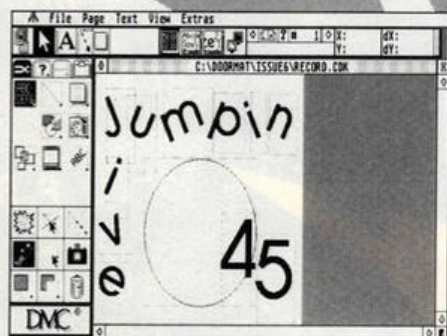 File Page Text View Extras
A
X: dX:
Y: dY:
C:\DOORMAT\ISSUE6\RECORD.CDK
Jumpin
jive
45
DMC